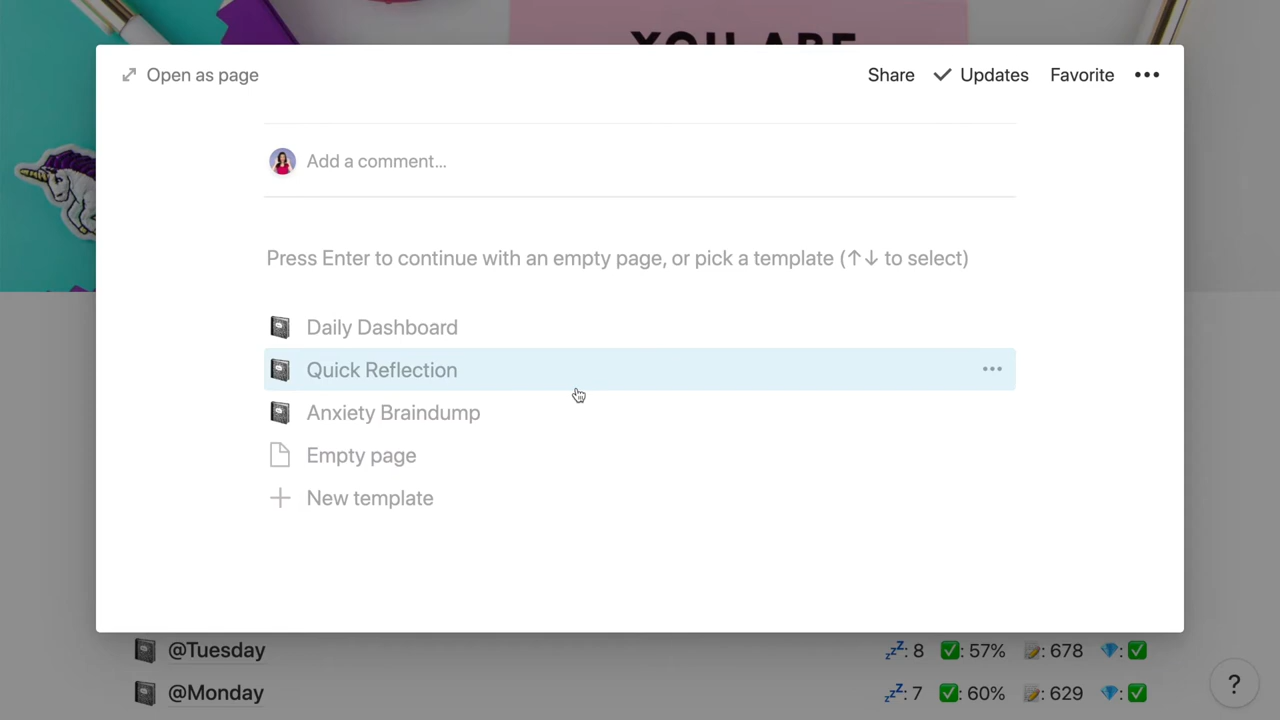 YOU ARE
Open as page
Share Updates Favorite
Add a comment...
Press Enter to continue with an empty page, or pick a template (↑↓ to select)
Daily Dashboard
Quick Reflection
Anxiety Braindump
Empty page
New template
@Tuesday : 8 : 57% : 678 :
@Monday : 7 : 60% : 629 :
?